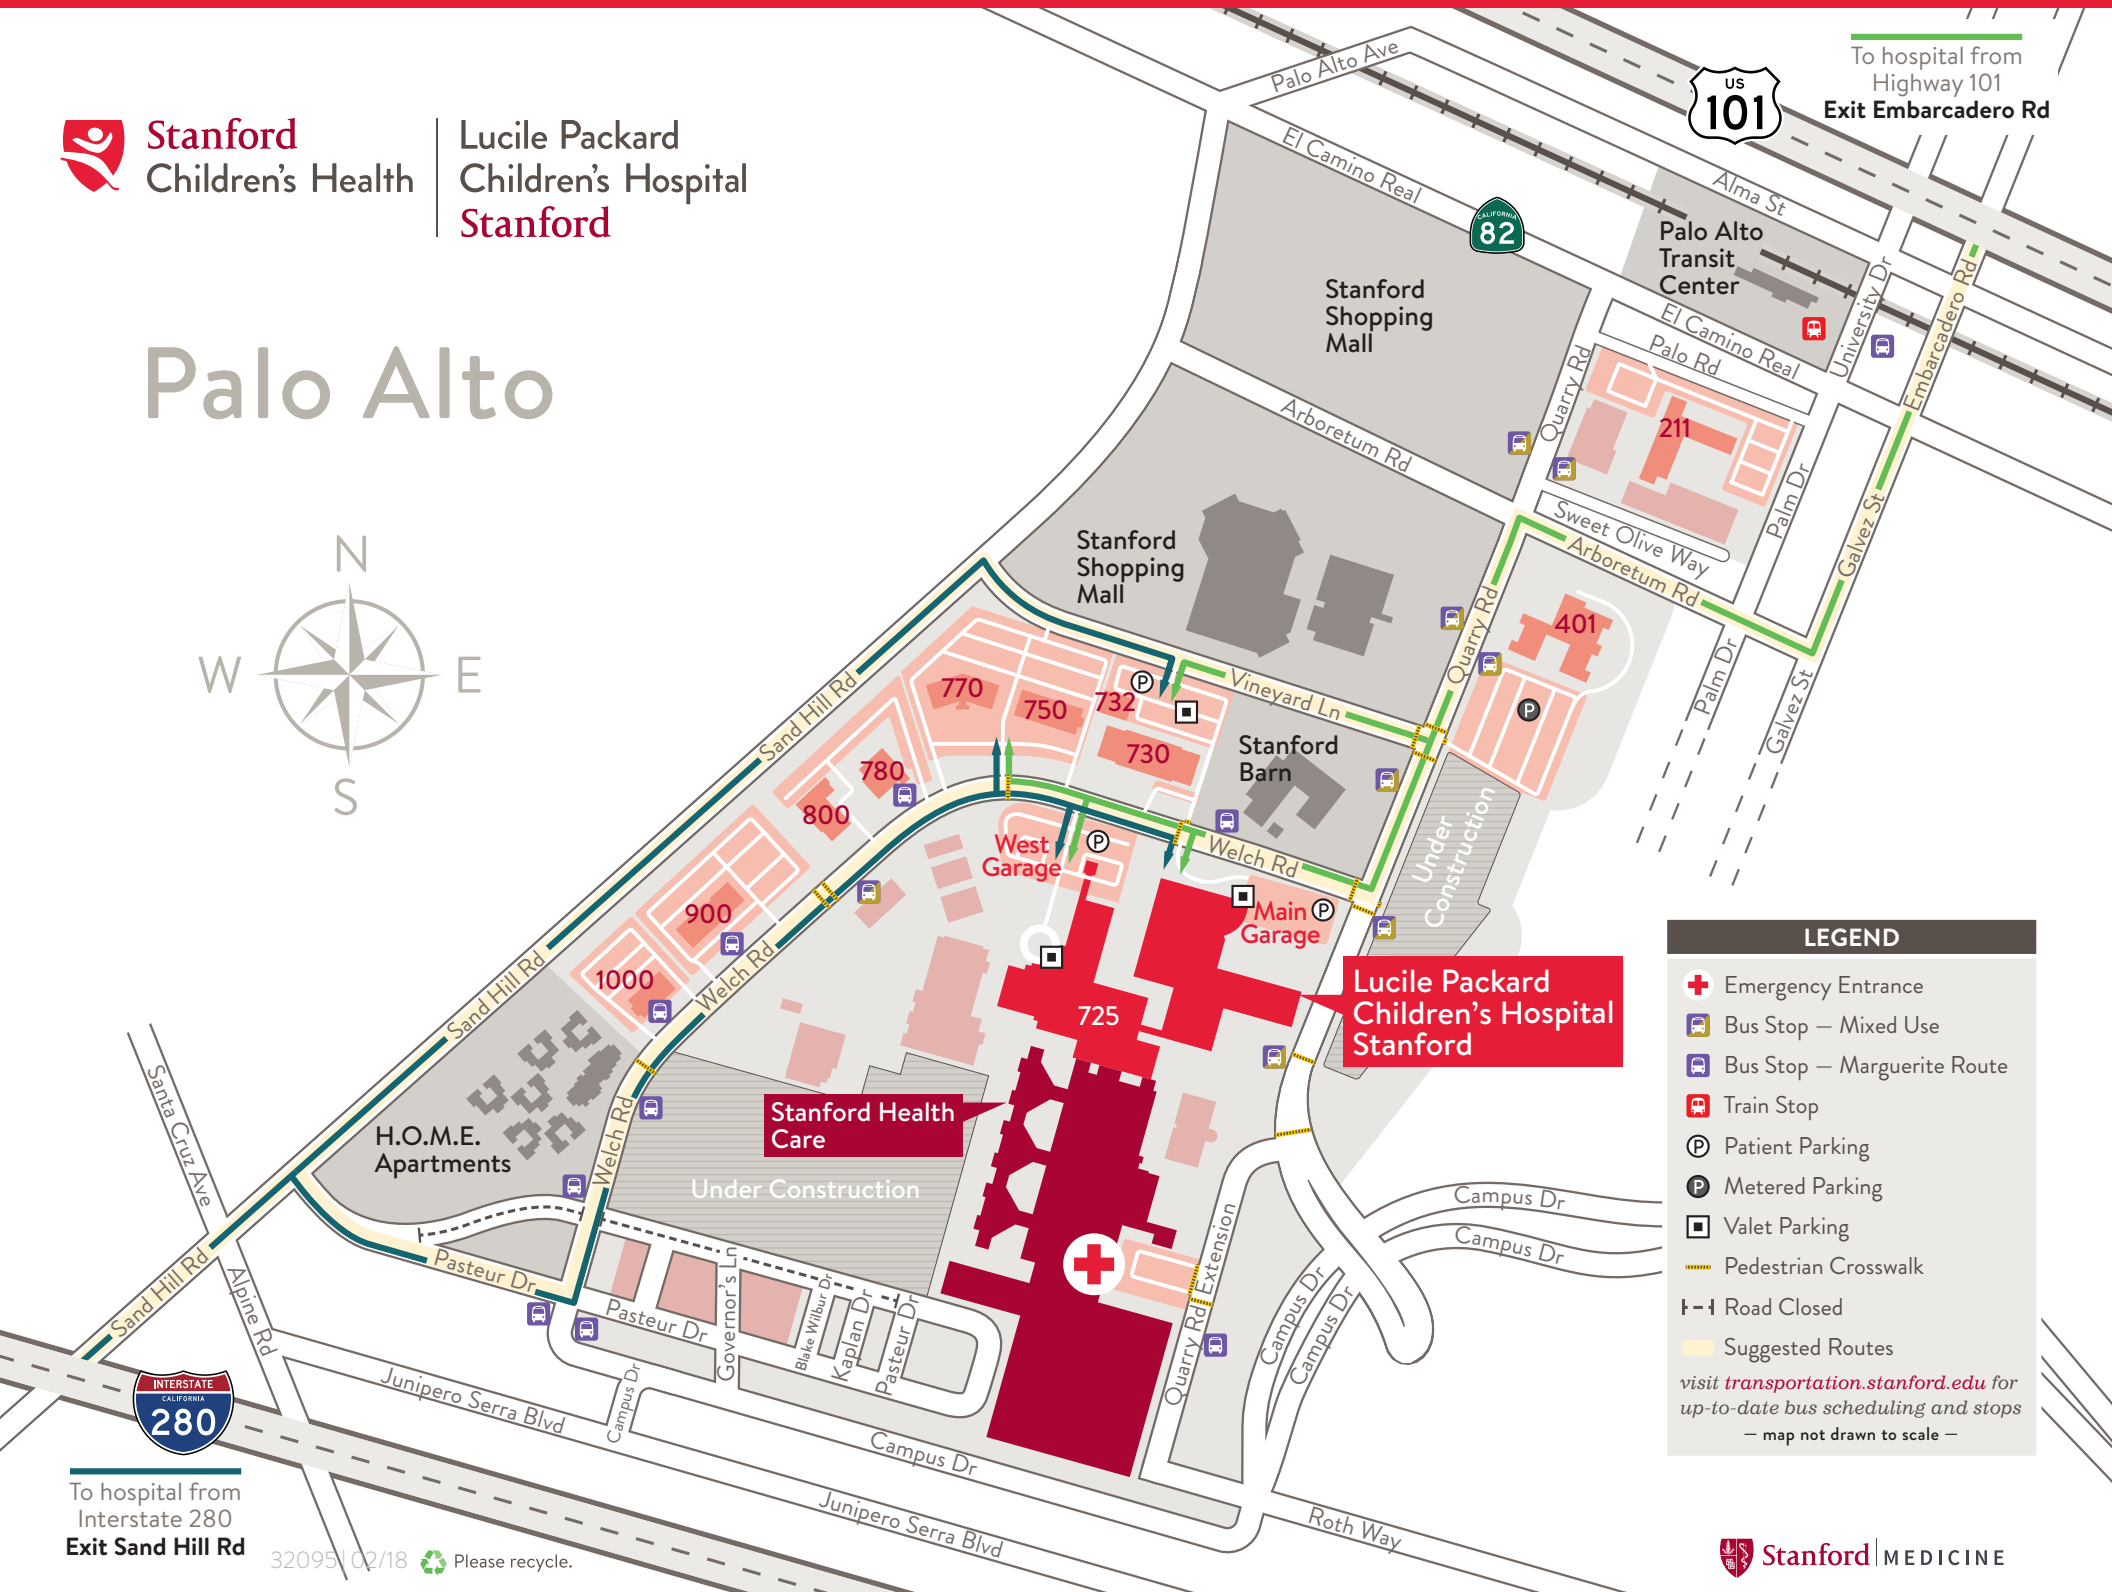 Stanford
Children's Health
Lucile Packard
Children's Hospital
Stanford
Palo Alto
N
W
E
S
To hospital from
Highway 101
Exit Embarcadero Rd
US
101
Palo Alto Ave
El Camino Real
CALIFORNIA
82
Alma St
Palo Alto
Transit
Center
University Dr
Embarcadero Rd
El Camino Real
Palo Rd
Stanford
Shopping
Mall
Quarry Rd
211
Palm Dr
Galvez St
Arboretum Rd
Sweet Olive Way
Arboretum Rd
Stanford
Shopping
Mall
401
Quarry Rd
Palm Dr
Galvez St
P
Vineyard Ln
P
770
750
732
730
Stanford
Barn
Sand Hill Rd
780
800
West
Garage
P
Welch Rd
Under
Construction
900
Main
Garage
P
1000
Welch Rd
Sand Hill Rd
725
Lucile Packard
Children's Hospital
Stanford
Stanford Health
Care
H.O.M.E.
Apartments
Welch Rd
Under Construction
Santa Cruz Ave
Sand Hill Rd
Alpine Rd
Pasteur Dr
Pasteur Dr
Governor's Ln
Blake Wilbur Dr
Kaplan Dr
Pasteur Dr
Campus Dr
Junipero Serra Blvd
Campus Dr
Junipero Serra Blvd
Quarry Rd Extension
Campus Dr
Campus Dr
Campus Dr
Campus Dr
Roth Way
INTERSTATE
CALIFORNIA
280
To hospital from
Interstate 280
Exit Sand Hill Rd
32095 | 02/18
Please recycle.
LEGEND
Emergency Entrance
Bus Stop — Mixed Use
Bus Stop — Marguerite Route
Train Stop
P Patient Parking
P Metered Parking
Valet Parking
Pedestrian Crosswalk
Road Closed
Suggested Routes
visit transportation.stanford.edu for
up-to-date bus scheduling and stops
— map not drawn to scale —
Stanford MEDICINE